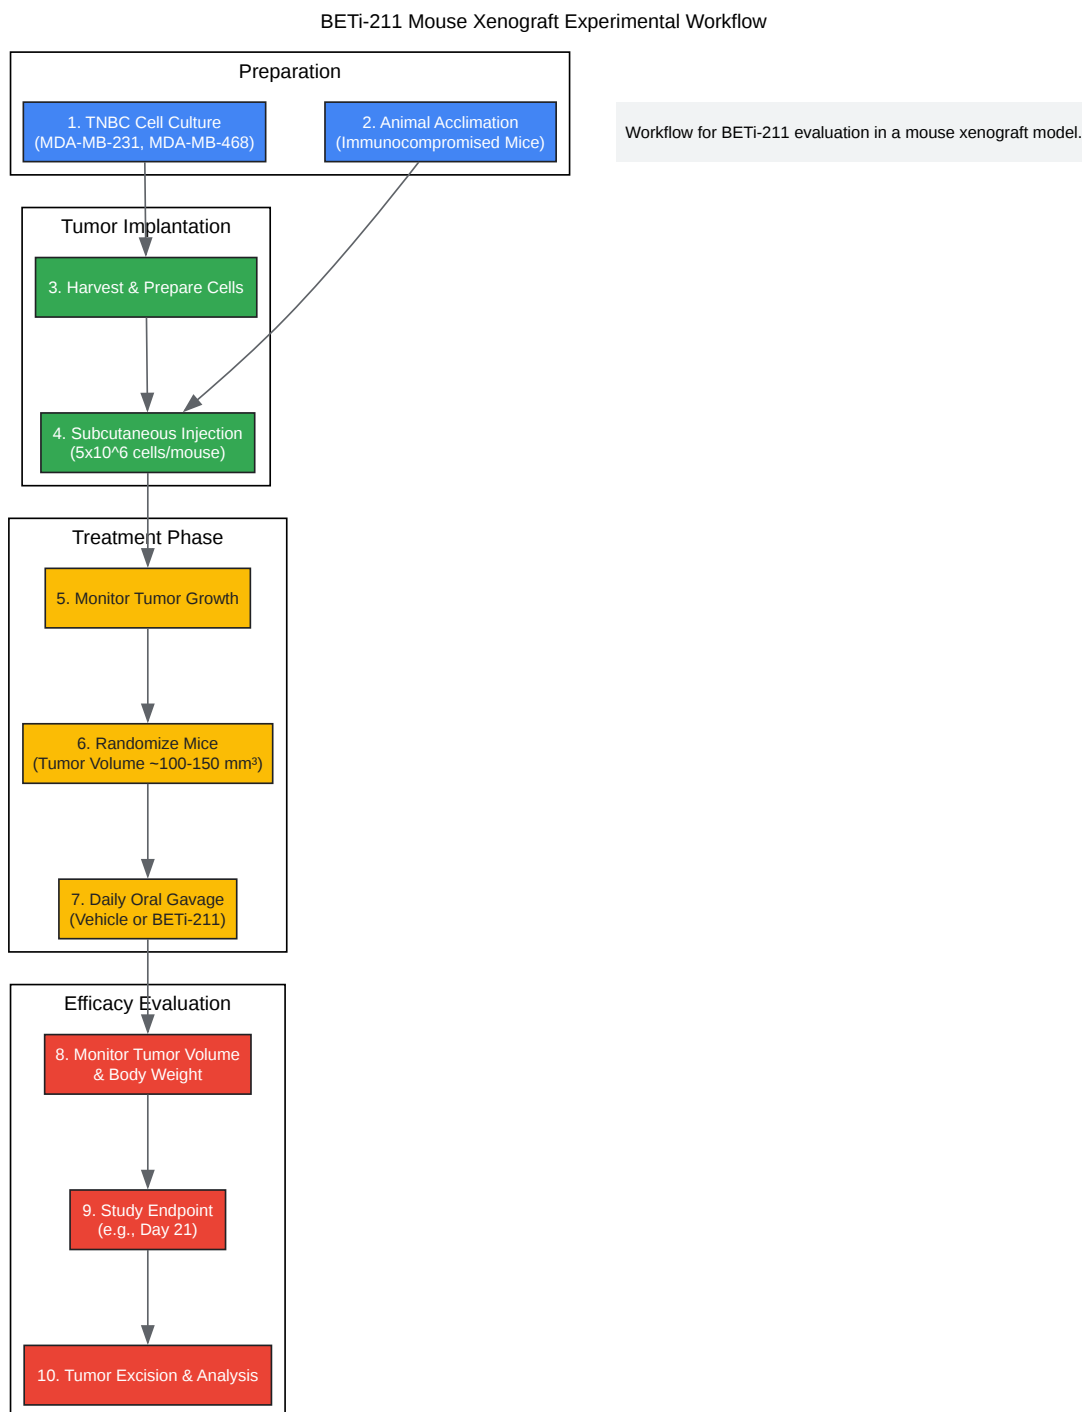 BETi-211 Mouse Xenograft Experimental Workflow
Preparation
1. TNBC Cell Culture
(MDA-MB-231, MDA-MB-468)
2. Animal Acclimation
(Immunocompromised Mice)
Workflow for BETi-211 evaluation in a mouse xenograft model.
Tumor Implantation
3. Harvest & Prepare Cells
4. Subcutaneous Injection
(5x10^6 cells/mouse)
Treatment Phase
5. Monitor Tumor Growth
6. Randomize Mice
(Tumor Volume ~100-150 mm³)
7. Daily Oral Gavage
(Vehicle or BETi-211)
Efficacy Evaluation
8. Monitor Tumor Volume
& Body Weight
9. Study Endpoint
(e.g., Day 21)
10. Tumor Excision & Analysis